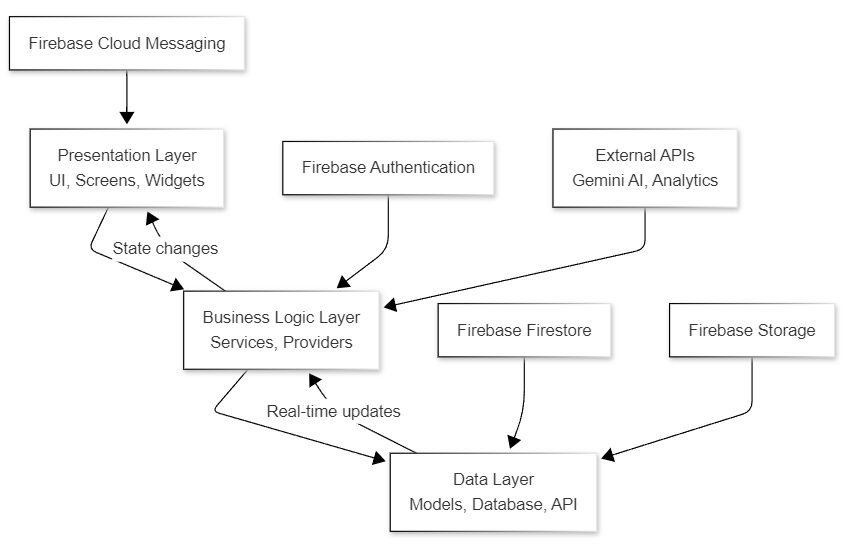 Firebase Cloud Messaging
Presentation Layer
UI, Screens, Widgets
Firebase Authentication
External APIs
Gemini AI, Analytics
State changes
Business Logic Layer
Services, Providers
Firebase Firestore
Firebase Storage
Real-time updates
Data Layer
Models, Database, API